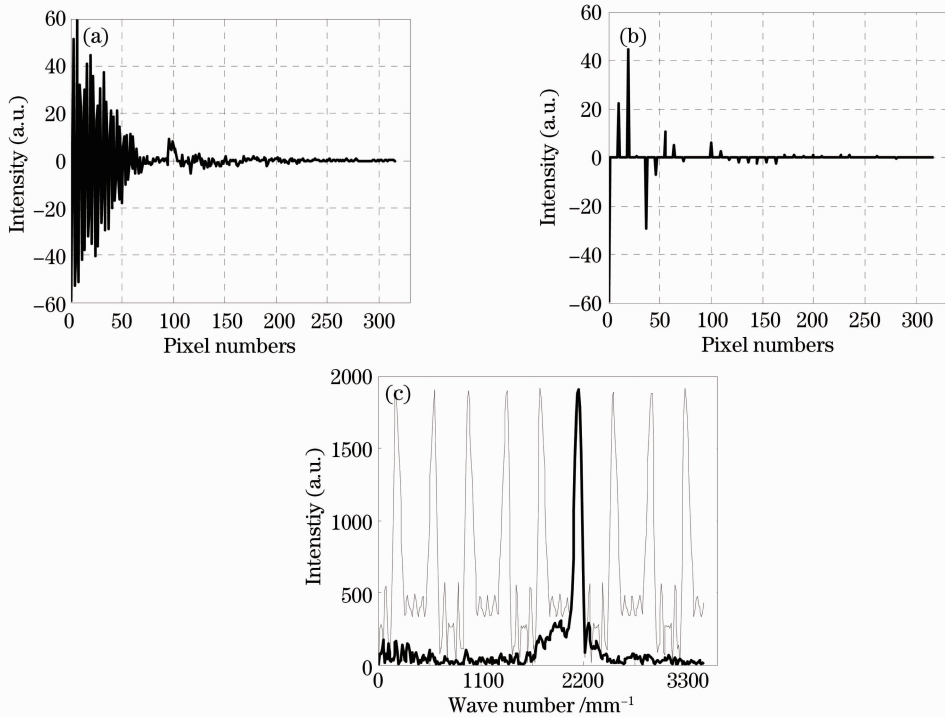 (a)
60
40
20
0
−20
−40
−60
Intensity (a.u.)
0 50 100 150 200 250 300
Pixel numbers
(b)
60
40
20
0
−20
−40
−60
Intensity (a.u.)
0 50 100 150 200 250 300
Pixel numbers
(c)
2000
1500
1000
500
0
Intenstiy (a.u.)
0 1100 2200 3300
Wave number /mm⁻¹